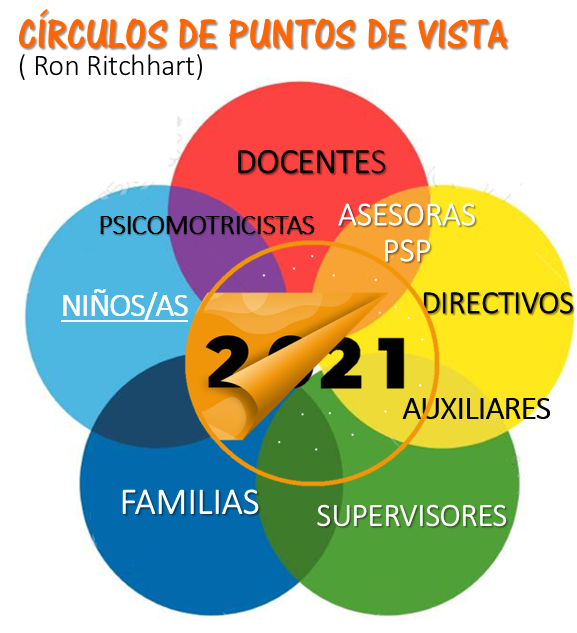 CÍRCULOS DE PUNTOS DE VISTA
( Ron Ritchhart)
DOCENTES
PSICOMOTRICISTAS
ASESORAS
PSP
NIÑOS/AS
DIRECTIVOS
2021
AUXILIARES
FAMILIAS
SUPERVISORES